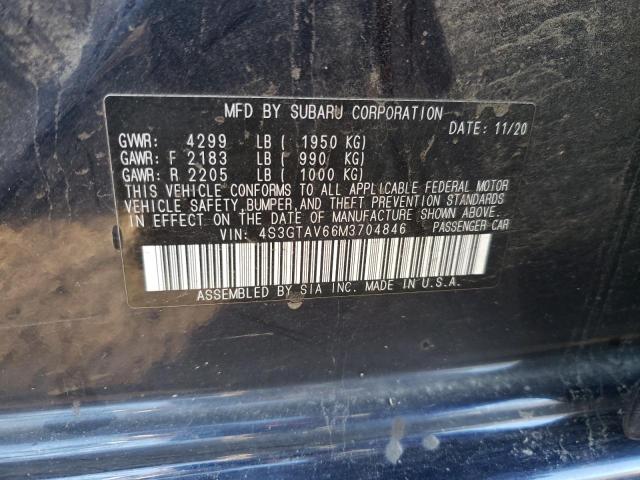 MFD BY SUBARU CORPORATION
DATE: 11/20
GVWR: 4299 LB ( 1950 KG)
GAWR: F 2183 LB ( 990 KG)
GAWR: R 2205 LB ( 1000 KG)
THIS VEHICLE CONFORMS TO ALL APPLICABLE FEDERAL MOTOR
VEHICLE SAFETY, BUMPER, AND THEFT PREVENTION STANDARDS
IN EFFECT ON THE DATE OF MANUFACTURE SHOWN ABOVE.
VIN: 4S3GTAV66M3704846 PASSENGER CAR
ASSEMBLED BY SIA INC. MADE IN U.S.A.